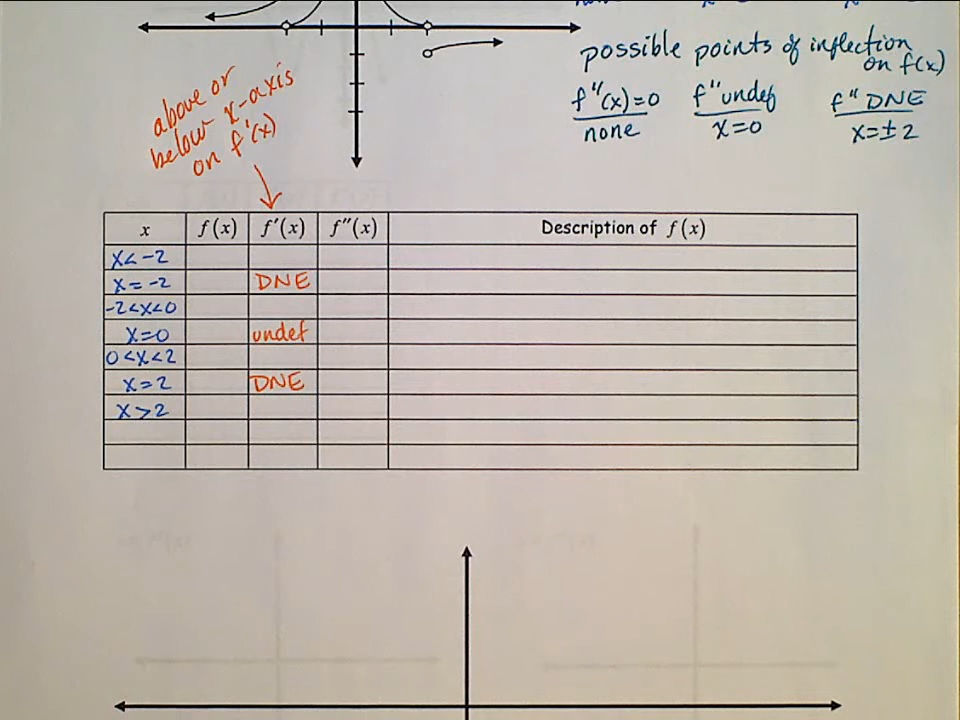 possible points of inflection
on f(x)
f"(x)=0 f" undef f" DNE
none x=0 x=±2
above or
below x-axis
on f'(x)
x f(x) f'(x) f"(x) Description of f(x)
x<-2
x=-2 DNE
-2<x<0
x=0 undef
0<x<2
x=2 DNE
x>2